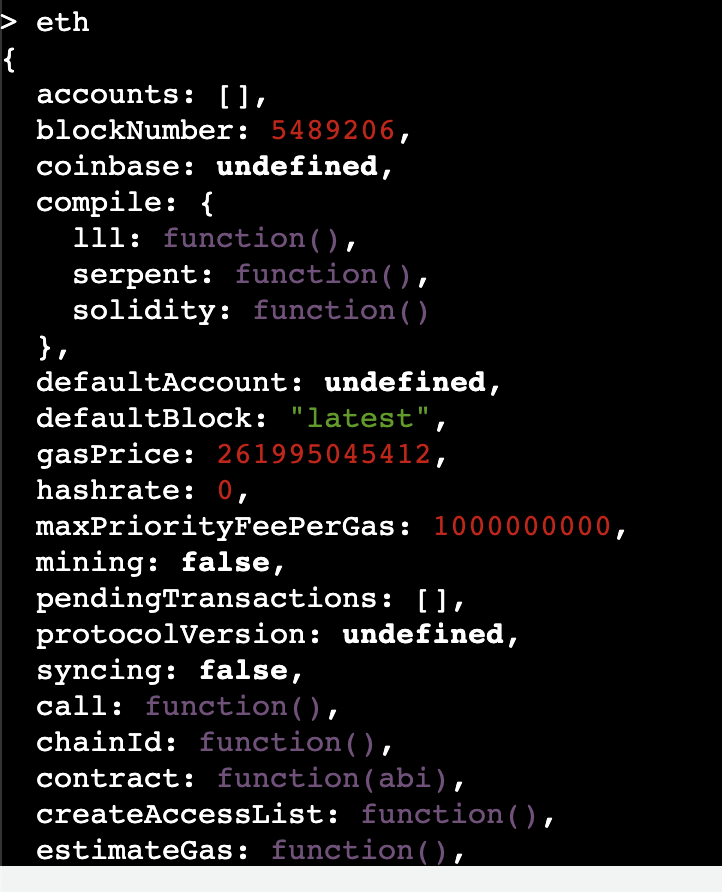 > eth
{
  accounts: [],
  blockNumber: 5489206,
  coinbase: undefined,
  compile: {
    lll: function(),
    serpent: function(),
    solidity: function()
  },
  defaultAccount: undefined,
  defaultBlock: "latest",
  gasPrice: 261995045412,
  hashrate: 0,
  maxPriorityFeePerGas: 1000000000,
  mining: false,
  pendingTransactions: [],
  protocolVersion: undefined,
  syncing: false,
  call: function(),
  chainId: function(),
  contract: function(abi),
  createAccessList: function(),
  estimateGas: function(),